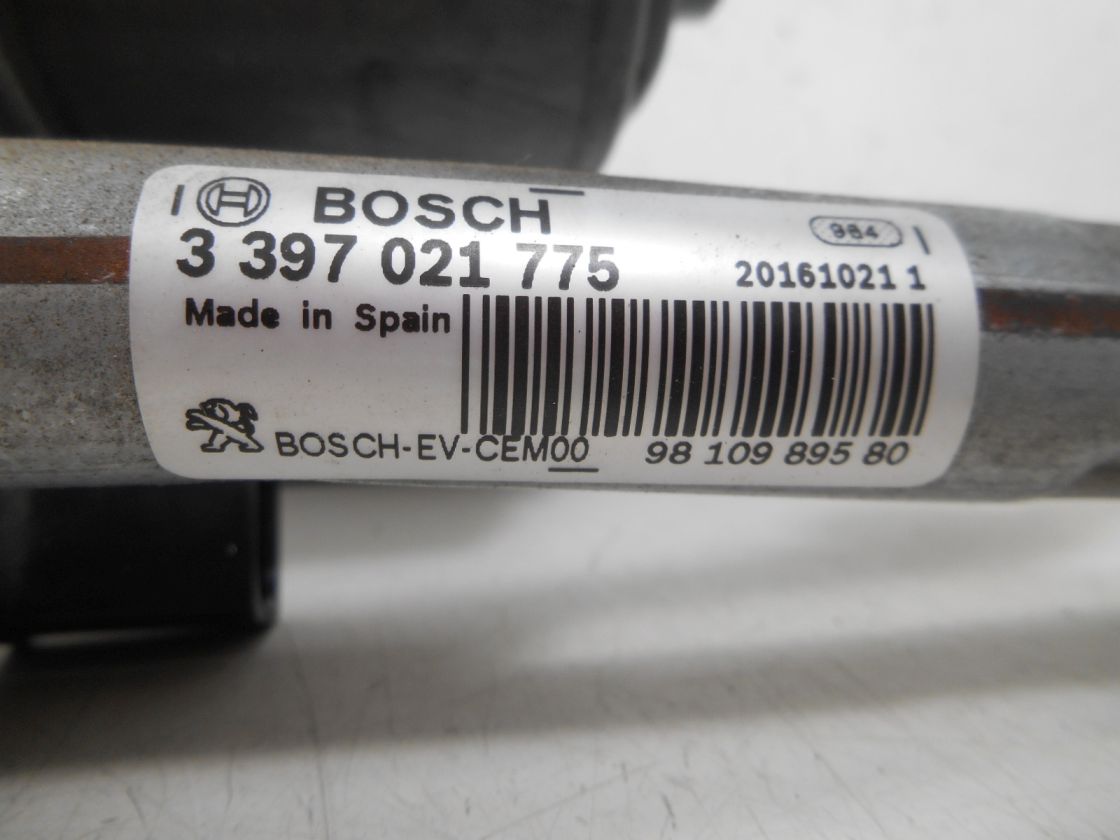 BOSCH
984
3 397 021 775
20161021 1
Made in Spain
BOSCH-EV-CEM00
98 109 895 80